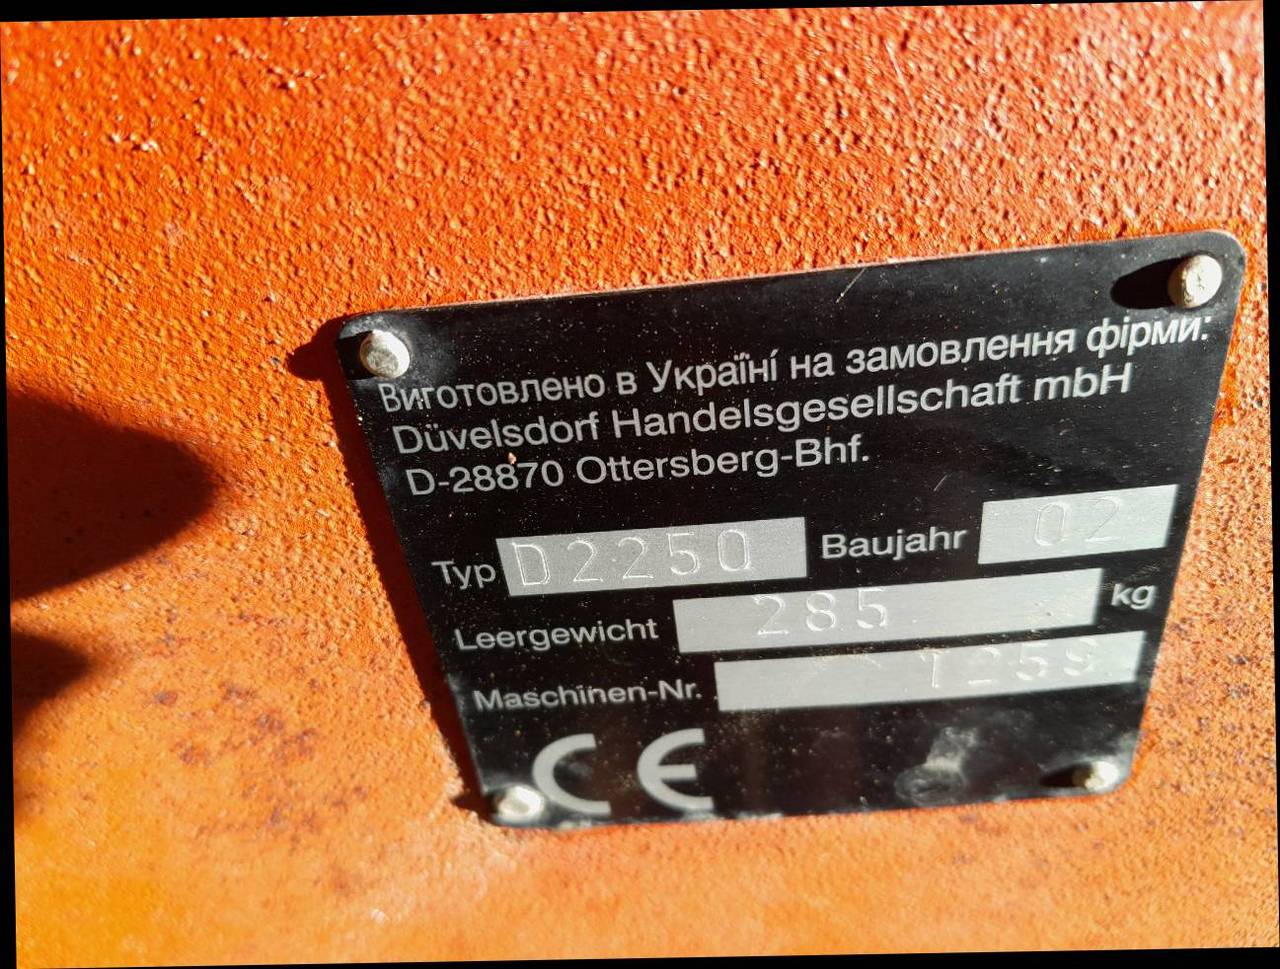 Виготовлено в Україні на замовлення фірми:
Düvelsdorf Handelsgesellschaft mbH
D-28870 Ottersberg-Bhf.
Typ D2250 Baujahr 02
Leergewicht 285 kg
Maschinen-Nr.
CE